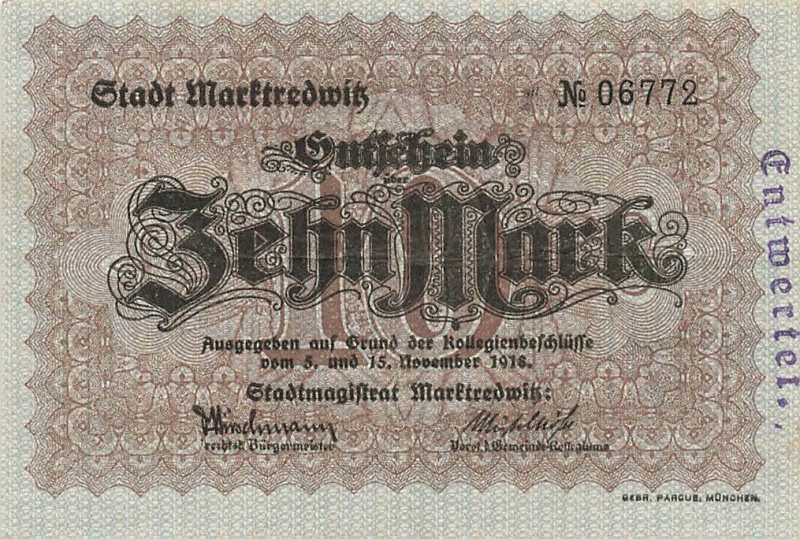 Stadt Marktredwitz
№ 06772
Gutschein
über
10
Zehn Mark
Ausgegeben auf Grund der Kollegienbeschlüsse
vom 5. und 15. November 1918.
Stadtmagistrat Marktredwitz:
rechtsk. Bürgermeister
Vorst. d. Gemeinde-Kollegiums
GEBR. PARCUS, MÜNCHEN.
Entwertet.